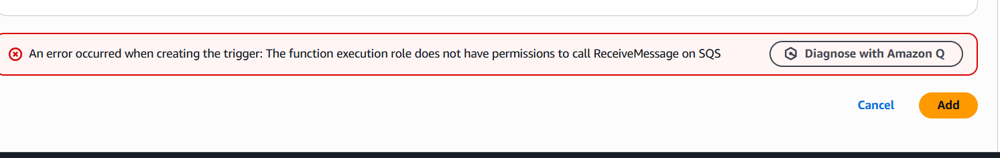 An error occurred when creating the trigger: The function execution role does not have permissions to call ReceiveMessage on SQS
Diagnose with Amazon Q
Cancel
Add